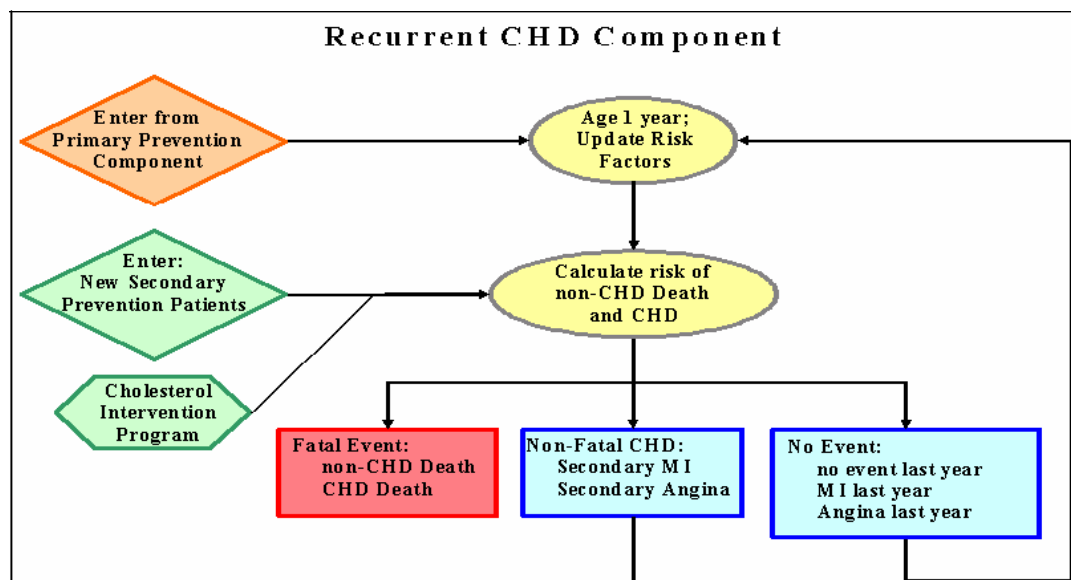 Recurrent CHD Component
Enter from
Primary Prevention
Component
Age 1 year;
Update Risk
Factors
Enter:
New Secondary
Prevention Patients
Calculate risk of
non-CHD Death
and CHD
Cholesterol
Intervention
Program
Fatal Event:
non-CHD Death
CHD Death
Non-Fatal CHD:
Secondary MI
Secondary Angina
No Event:
no event last year
MI last year
Angina last year